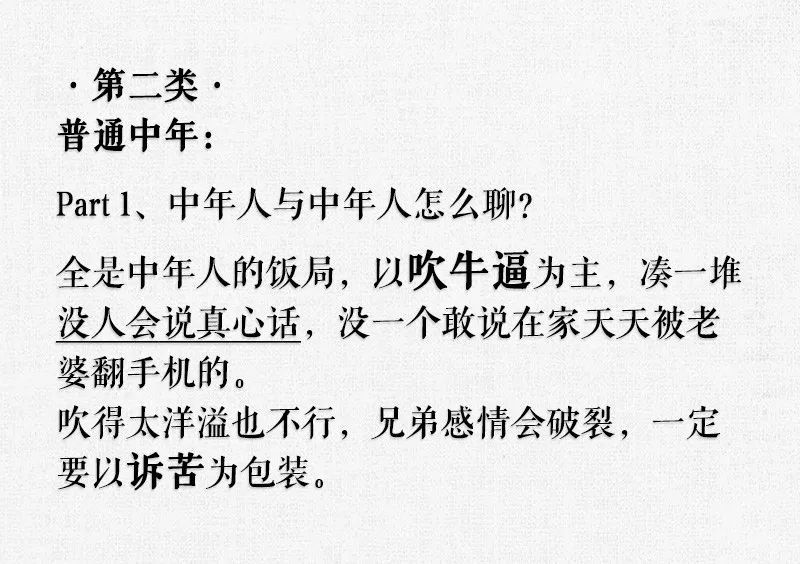 ·第二类·
普通中年：
Part 1、中年人与中年人怎么聊？
全是中年人的饭局，以吹牛逼为主，凑一堆
没人会说真心话，没一个敢说在家天天被老
婆翻手机的。
吹得太洋溢也不行，兄弟感情会破裂，一定
要以诉苦为包装。